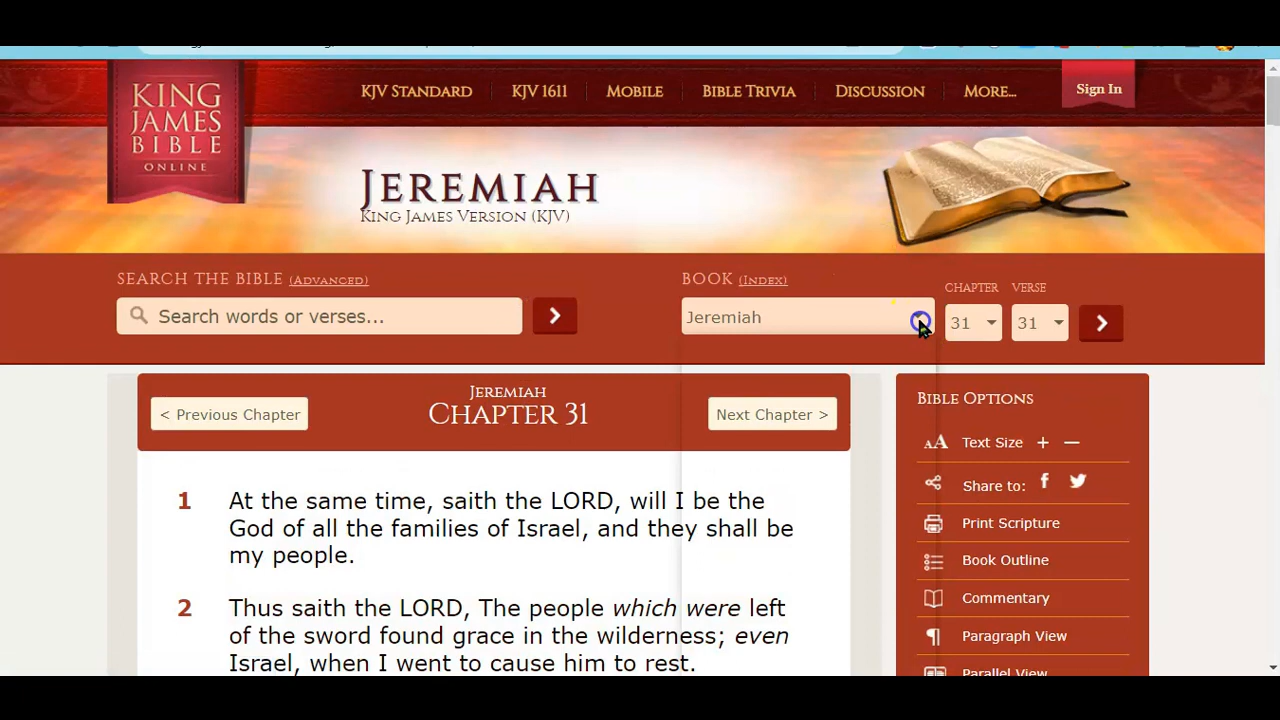 KJV Standard
KJV 1611
Mobile
Bible Trivia
Discussion
More...
Sign In
King
James
Bible
Online
Jeremiah
King James Version (KJV)
Search the Bible (Advanced)
Search words or verses...
Book (Index)
Jeremiah
Chapter
31
Verse
31
< Previous Chapter
Jeremiah
Chapter 31
Next Chapter >
1 At the same time, saith the LORD, will I be the
God of all the families of Israel, and they shall be
my people.
2 Thus saith the LORD, The people which were left
of the sword found grace in the wilderness; even
Israel, when I went to cause him to rest.
Bible Options
AA Text Size + −
Share to:
Print Scripture
Book Outline
Commentary
Paragraph View
Parallel View